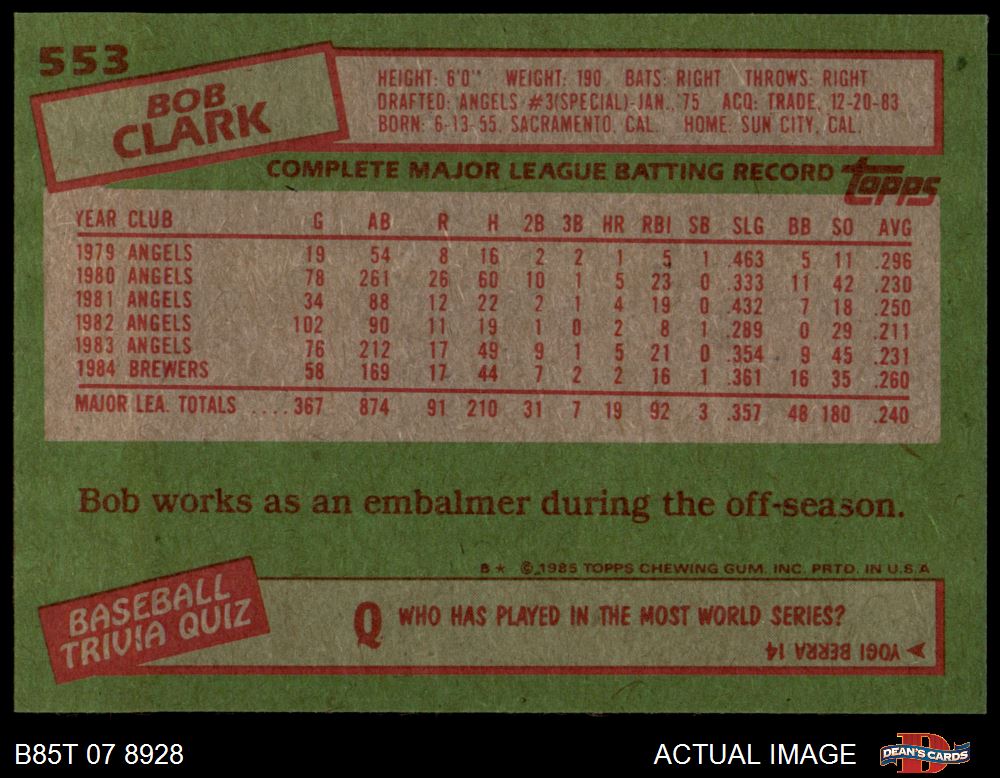 553
BOB
CLARK
HEIGHT: 6'0" WEIGHT: 190 BATS: RIGHT THROWS: RIGHT
DRAFTED: ANGELS #3(SPECIAL)-JAN., '75 ACQ: TRADE, 12-20-83
BORN: 6-13-55, SACRAMENTO, CAL. HOME: SUN CITY, CAL.
COMPLETE MAJOR LEAGUE BATTING RECORD topps
YEAR CLUB G AB R H 2B 3B HR RBI SB SLG BB SO AVG
1979 ANGELS 19 54 8 16 2 2 1 5 1 .463 5 11 .296
1980 ANGELS 78 261 26 60 10 1 5 23 0 .333 11 42 .230
1981 ANGELS 34 88 12 22 2 1 4 19 0 .432 7 18 .250
1982 ANGELS 102 90 11 19 1 0 2 8 1 .289 0 29 .211
1983 ANGELS 76 212 17 49 9 1 5 21 0 .354 9 45 .231
1984 BREWERS 58 169 17 44 7 2 2 16 1 .361 16 35 .260
MAJOR LEA. TOTALS ....367 874 91 210 31 7 19 92 3 .357 48 180 .240
Bob works as an embalmer during the off-season.
B★ ©1985 TOPPS CHEWING GUM, INC. PRTD. IN U.S.A
BASEBALL
TRIVIA QUIZ
Q WHO HAS PLAYED IN THE MOST WORLD SERIES?
YOGI BERRA 14
B85T 07 8928
ACTUAL IMAGE
DEAN'S CARDS